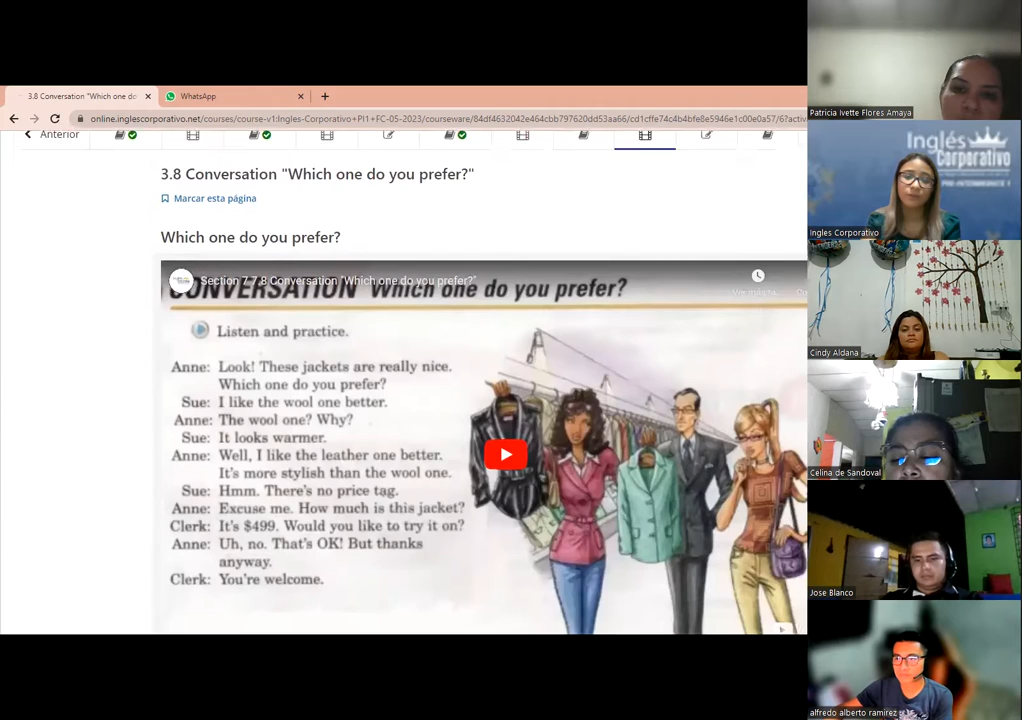 3.8 Conversation "Which one do
WhatsApp
online.inglescorporativo.net/courses/course-v1:Ingles-Corporativo+PI1+FC-05-2023/courseware/84df4632042e464cbb797620dd53aa66/cd1cffe74c4b4bfe8e5946e1c00e0a57/6?activ
Anterior
3.8 Conversation "Which one do you prefer?"
Marcar esta página
Which one do you prefer?
Section 7 7.8 Conversation "Which one do you prefer?"
CONVERSATION Which one do you prefer?
Listen and practice.
Anne: Look! These jackets are really nice.
Which one do you prefer?
Sue: I like the wool one better.
Anne: The wool one? Why?
Sue: It looks warmer.
Anne: Well, I like the leather one better.
It's more stylish than the wool one.
Sue: Hmm. There's no price tag.
Anne: Excuse me. How much is this jacket?
Clerk: It's $499. Would you like to try it on?
Anne: Uh, no. That's OK! But thanks
anyway.
Clerk: You're welcome.
Patricia Ivette Flores Amaya
Inglés
Corporativo
PRE-INTERMEDIATE 1
Ingles Corporativo
Cindy Aldana
Celina de Sandoval
Jose Blanco
alfredo alberto ramirez